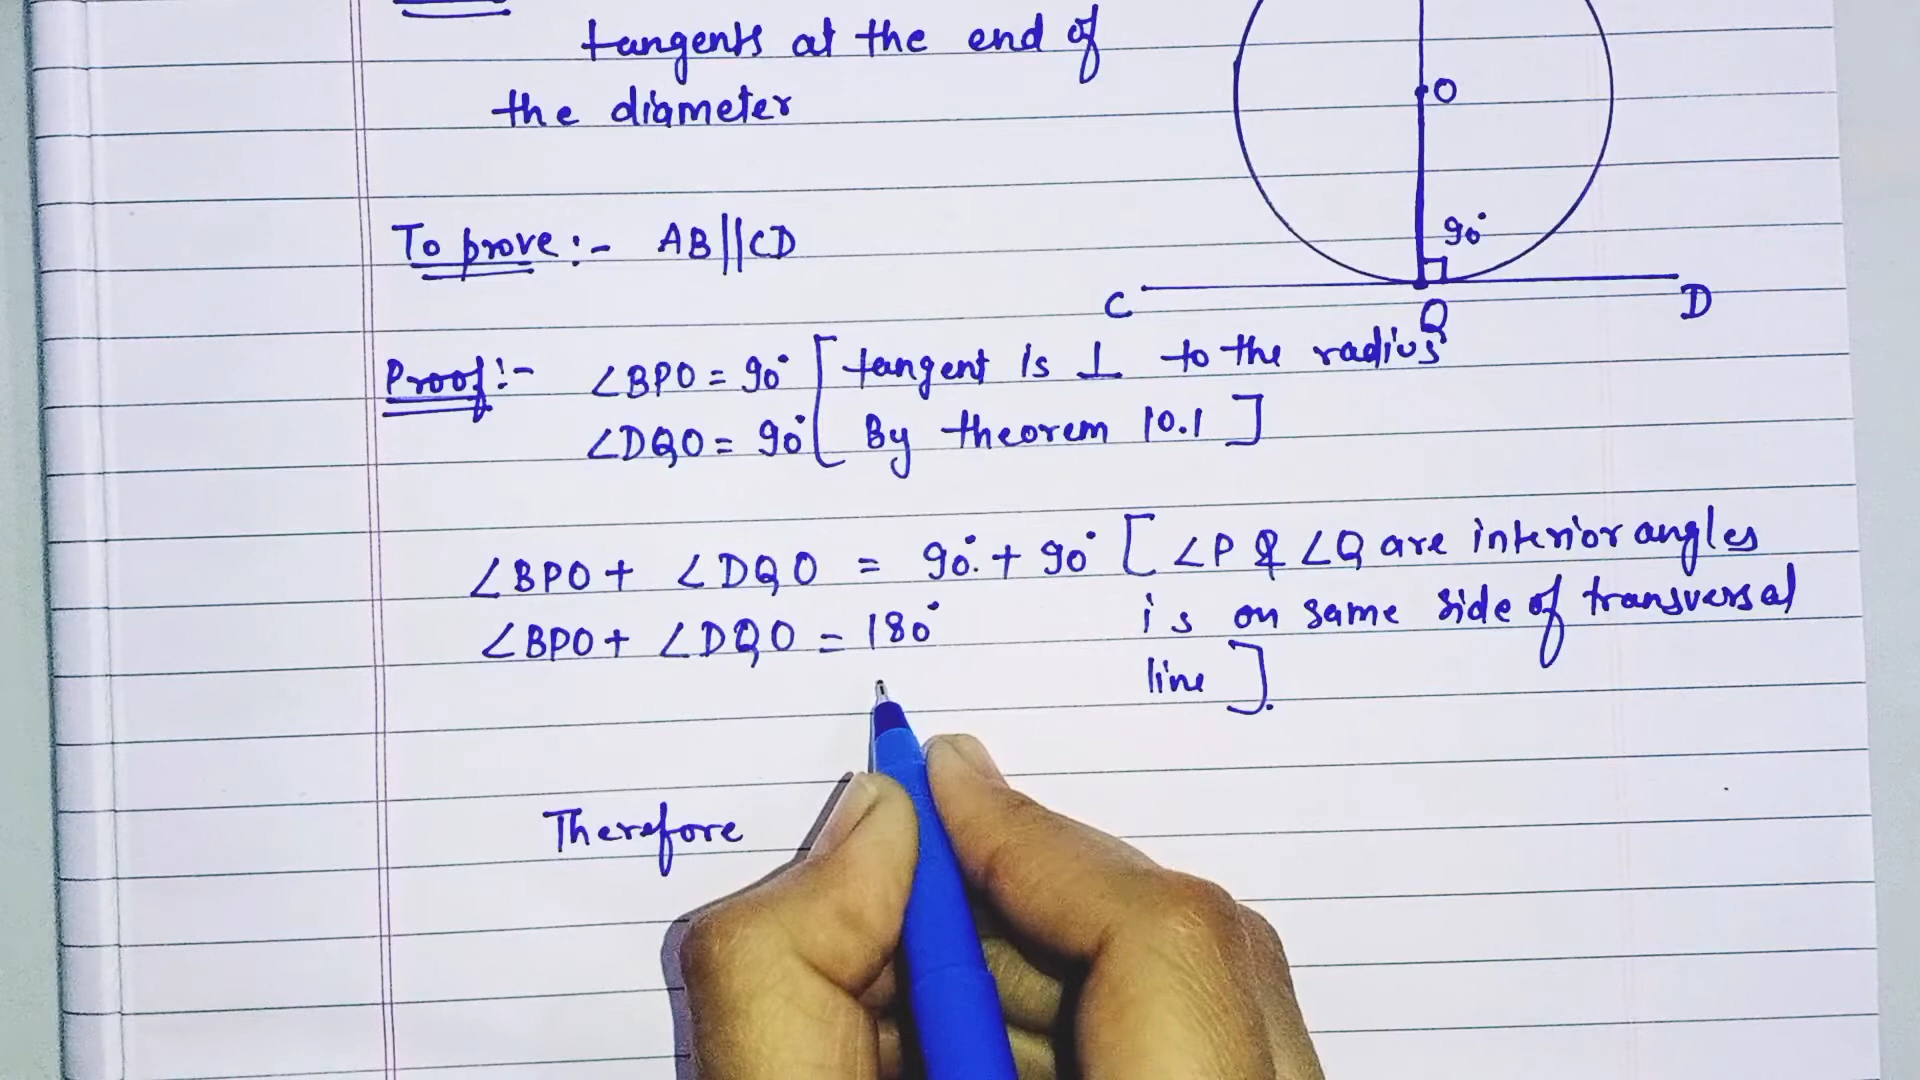 tangents at the end of
the diameter
O
To prove :- AB||CD
90°
C
Q
D
Proof :- ∠BPO = 90° [ tangent is ⊥ to the radius
∠DQO = 90° [ By theorem 10.1 ]
∠BPO + ∠DQO = 90° + 90° [ ∠P & ∠Q are interior angles
∠BPO + ∠DQO = 180° is on same side of transversal
line ].
Therefore